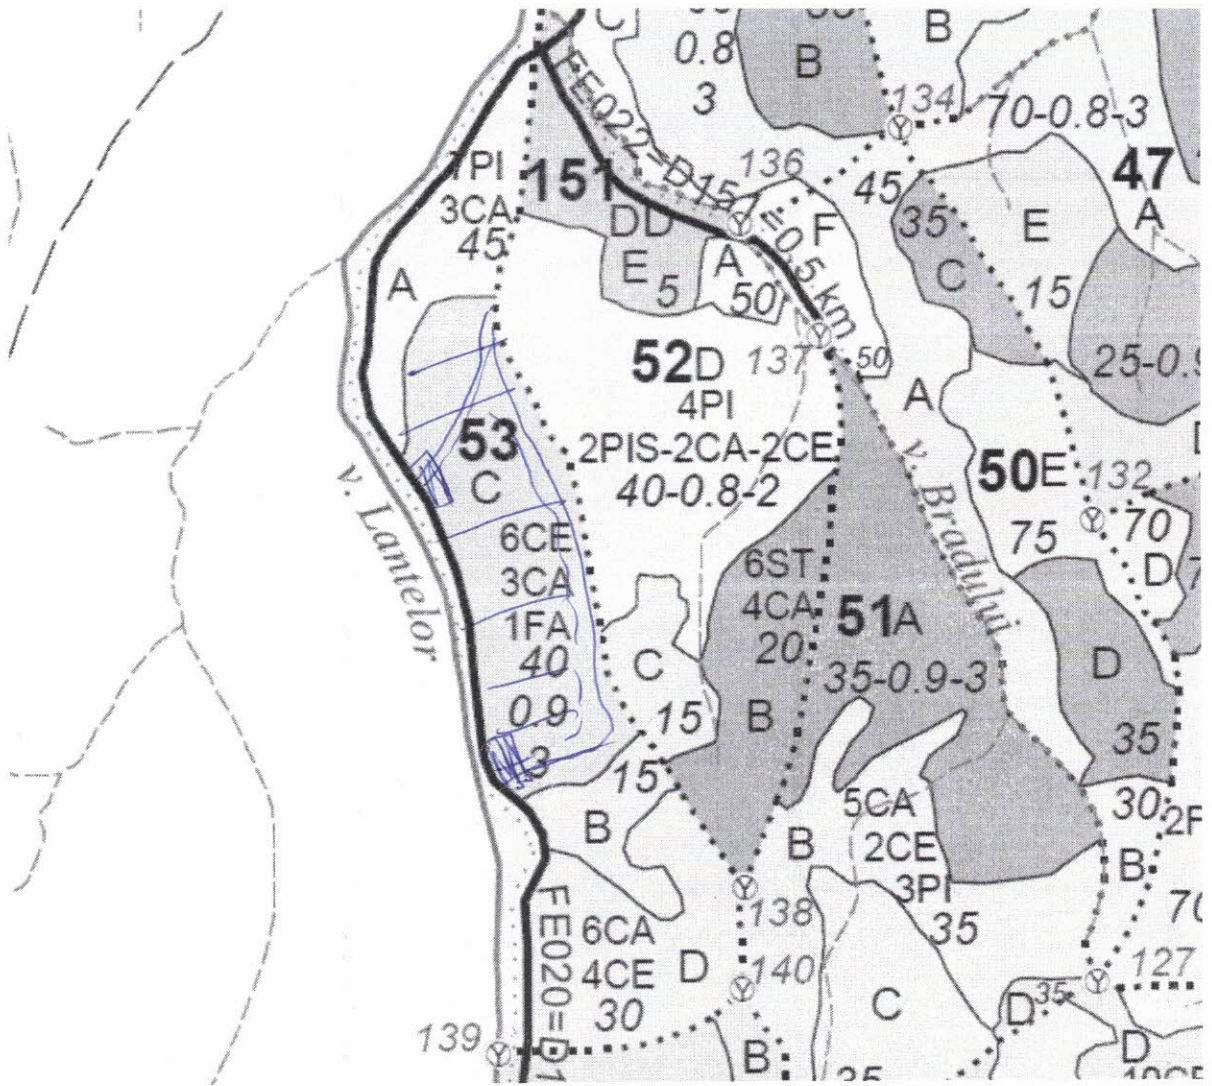 C
0.8
3
B
B
134
70-0.8-3
47
FE022=D151=0.5 km
136
45
35
7PI
3CA
45
151
DD
E 5
A
50
F
E
15
A
C
A
25-0.9
52D
137
50
4PI
2PIS-2CA-2CE
40-0.8-2
A
53
C
50E
132
70
75
D
v. Lantelor
v. Bradului
6CE
3CA
1FA
40
0.9
3
6ST
4CA
20
51A
35-0.9-3
C
15
B
D
35
15
30
B
5CA
2CE
3PI
35
B
B
138
FE020=D1
6CA
4CE
30
D
140
C
D
35
127
139
B
D